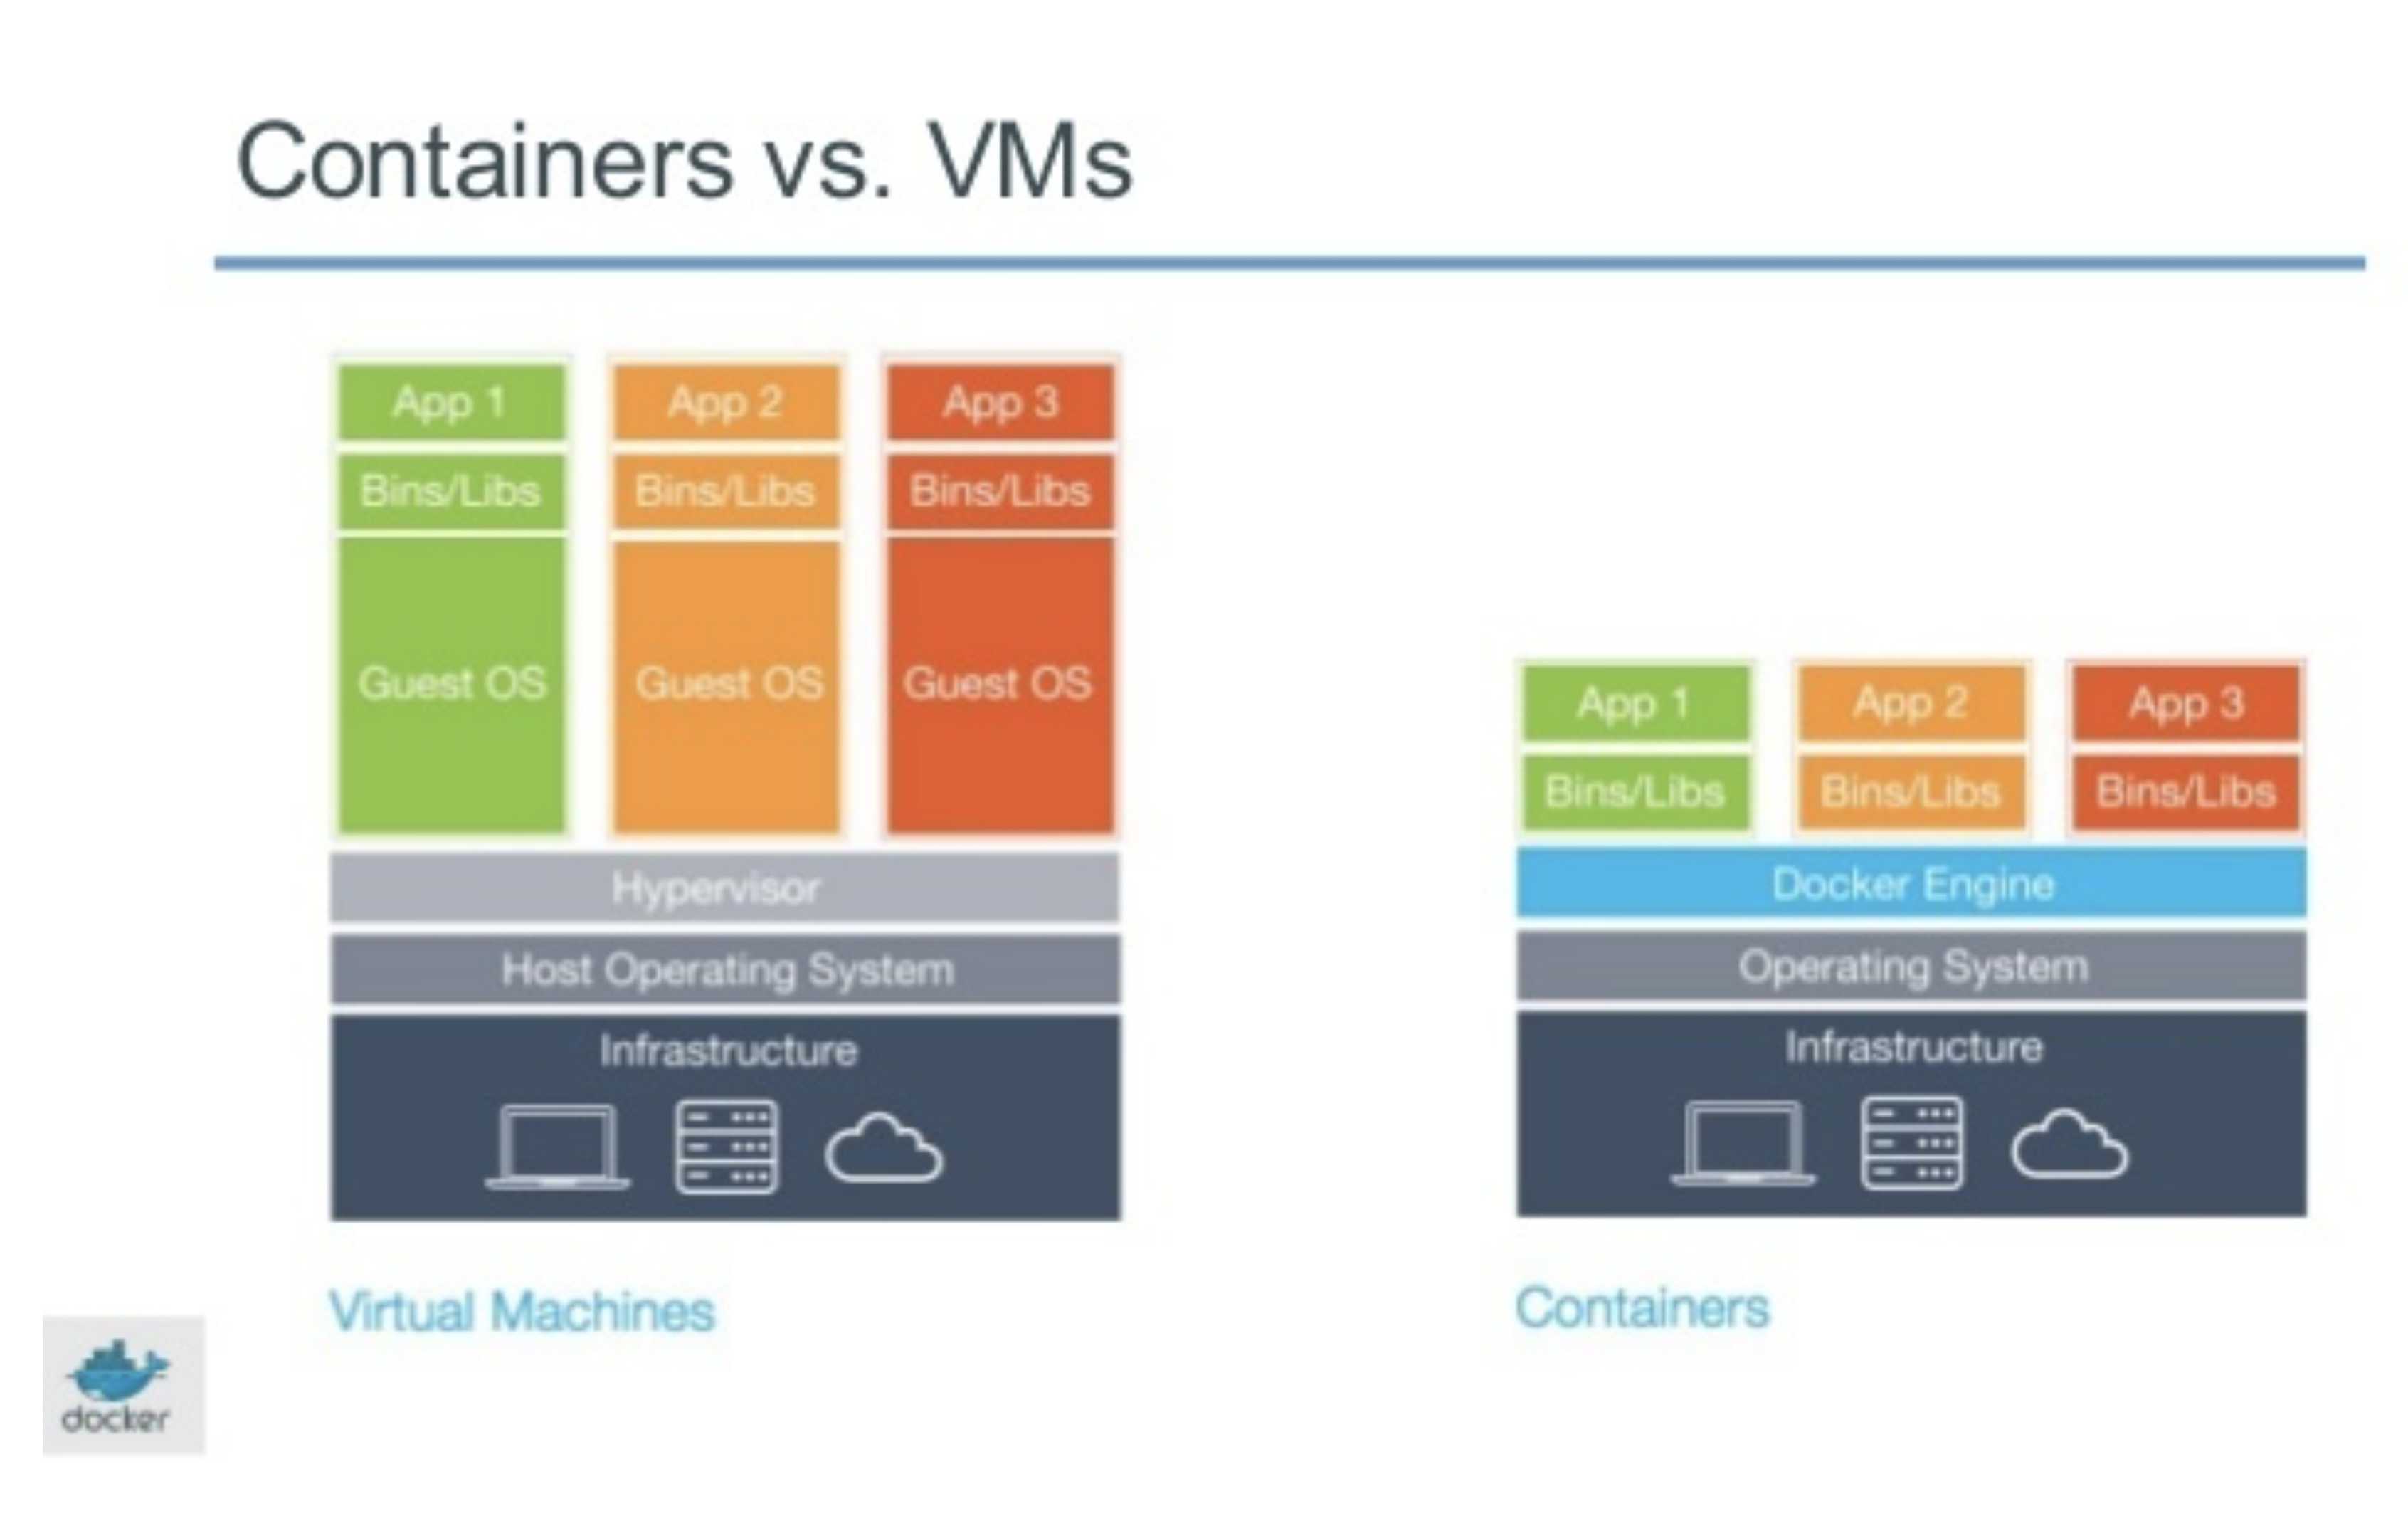 Containers vs. VMs
App 1
App 2
App 3
Bins/Libs
Bins/Libs
Bins/Libs
Guest OS
Guest OS
Guest OS
Hypervisor
Host Operating System
Infrastructure
Virtual Machines
App 1
App 2
App 3
Bins/Libs
Bins/Libs
Bins/Libs
Docker Engine
Operating System
Infrastructure
Containers
docker